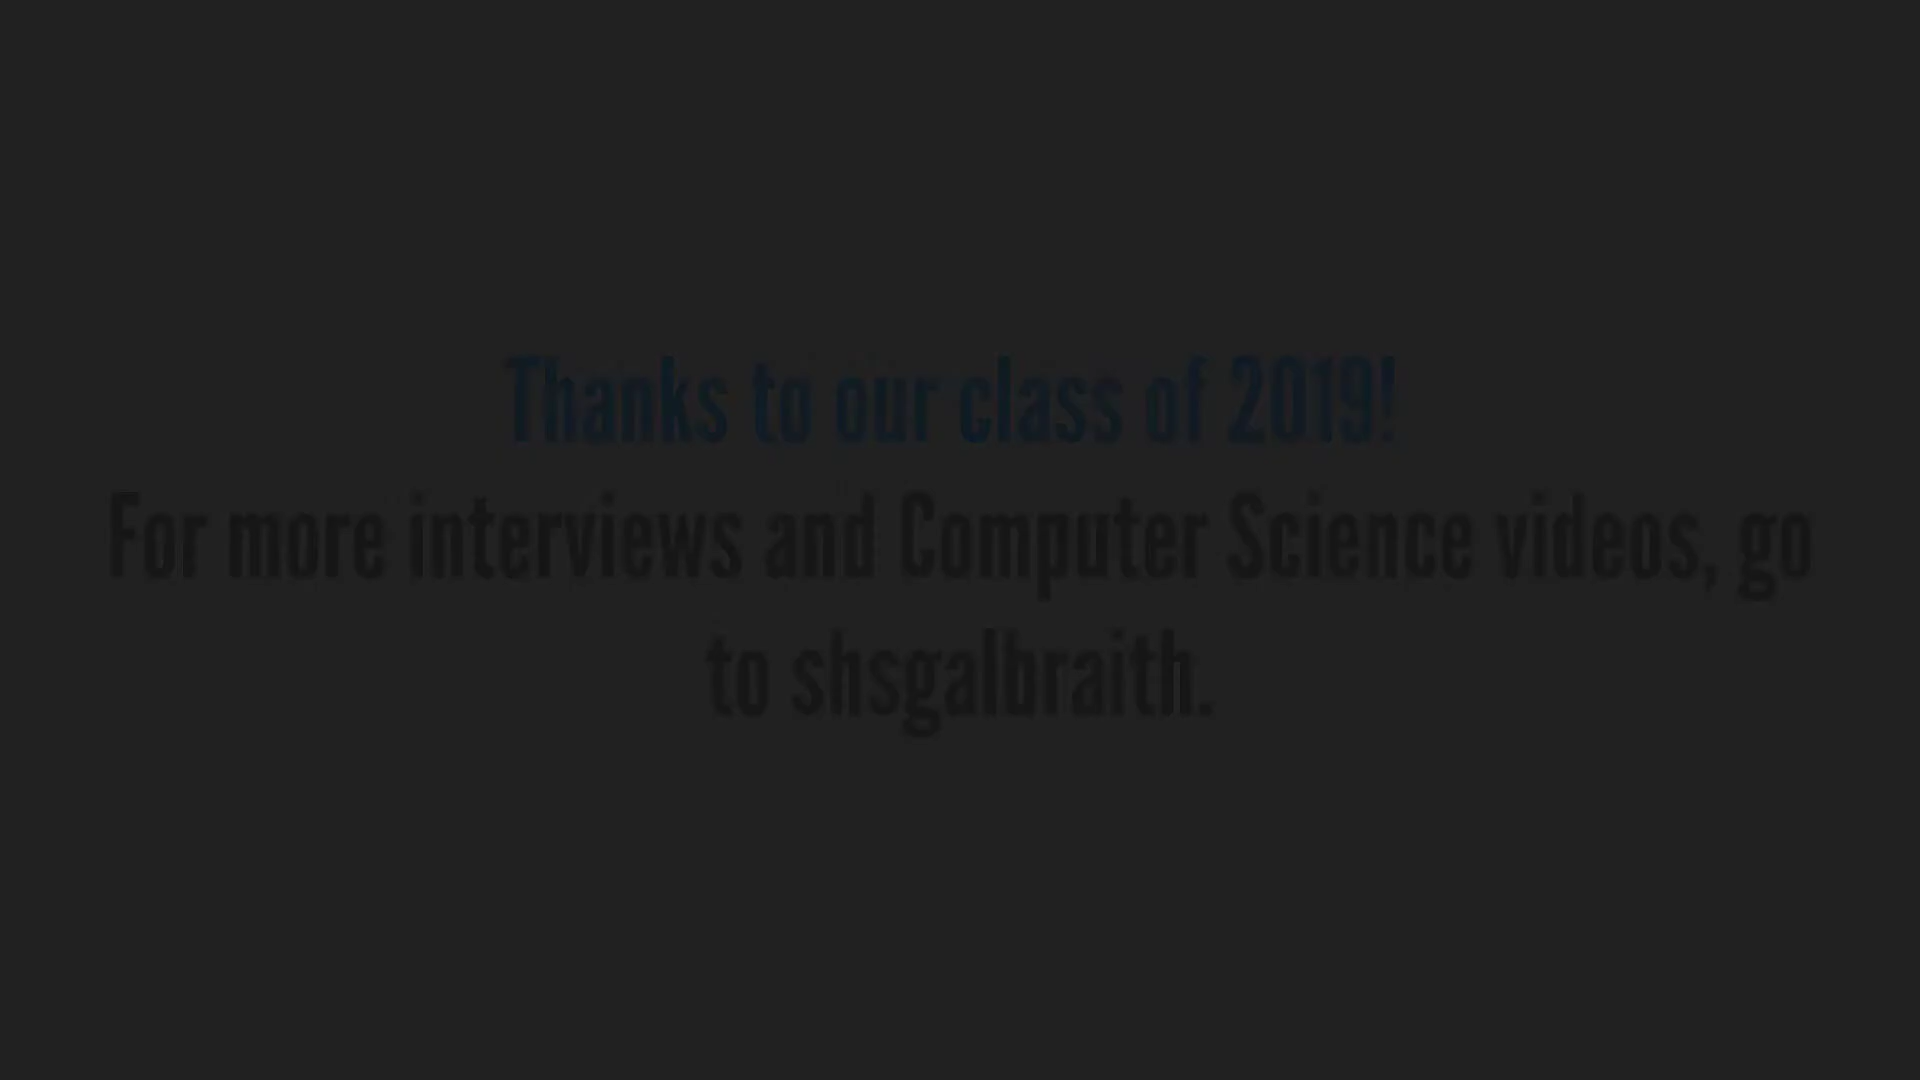 Thanks to our class of 2019!
For more interviews and Computer Science videos, go
to shsgalbraith.